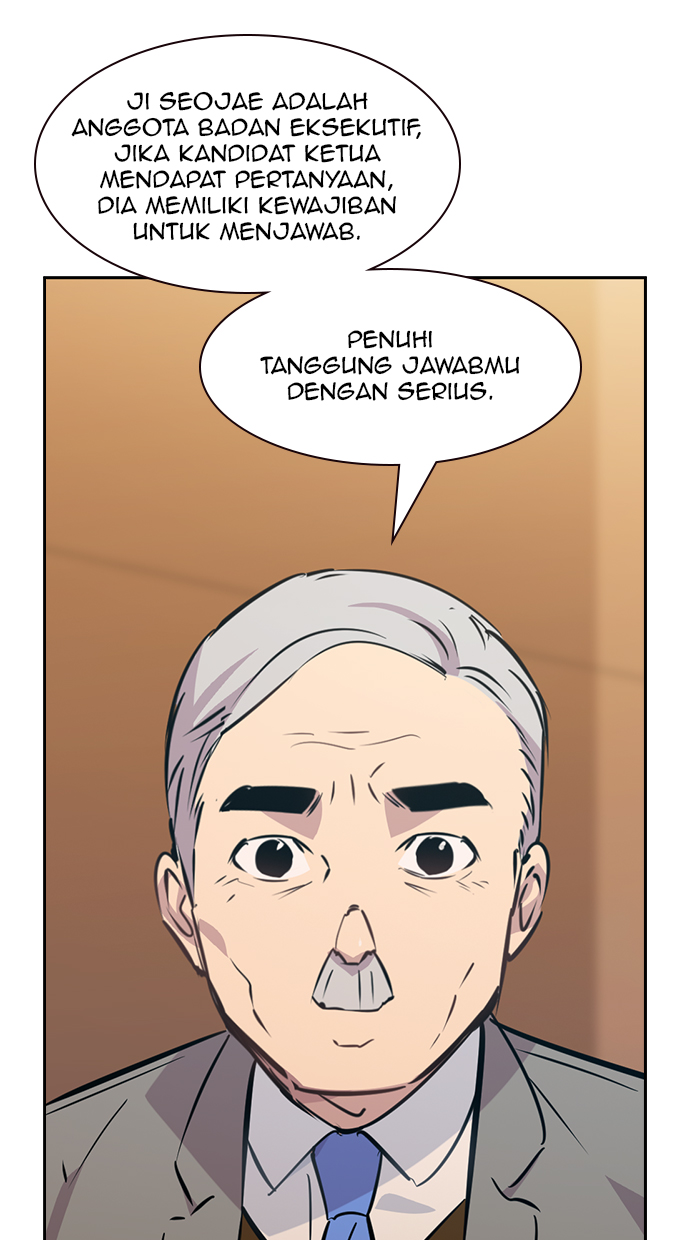 JI SEOJAE ADALAH
ANGGOTA BADAN EKSEKUTIF,
JIKA KANDIDAT KETUA
MENDAPAT PERTANYAAN,
DIA MEMILIKI KEWAJIBAN
UNTUK MENJAWAB.
PENUHI
TANGGUNG JAWABMU
DENGAN SERIUS.